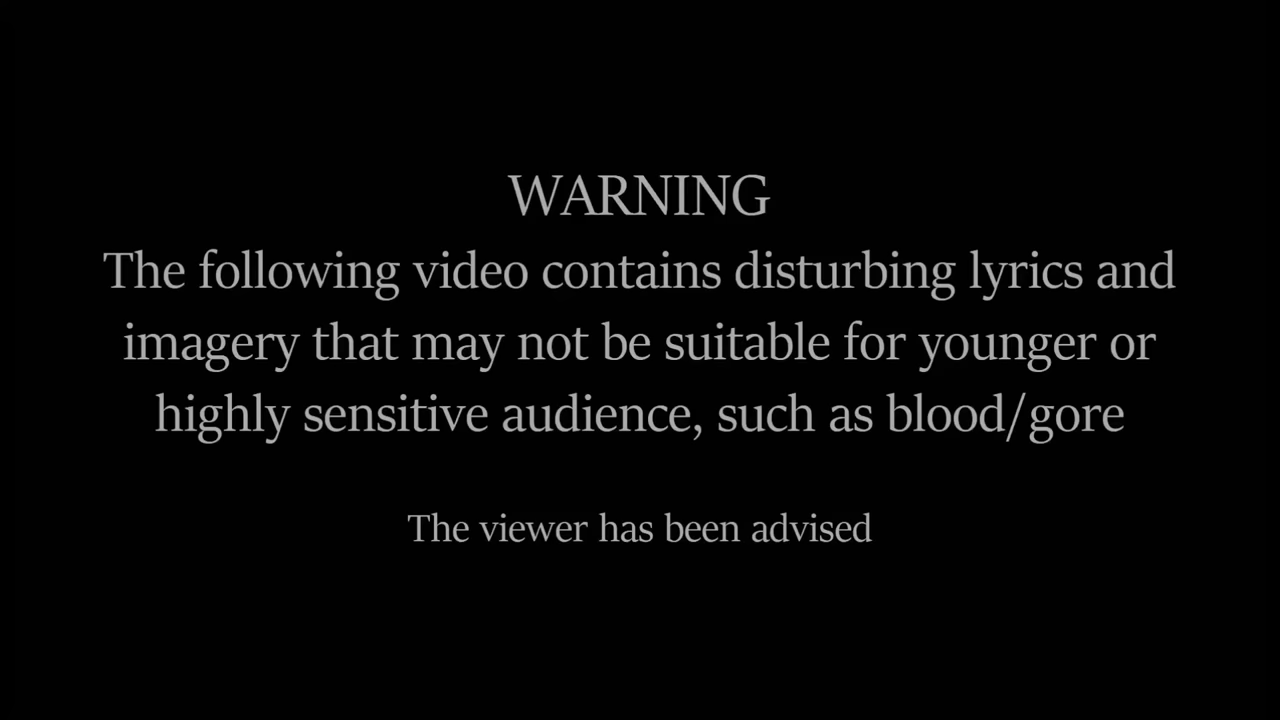 WARNING
The following video contains disturbing lyrics and
imagery that may not be suitable for younger or
highly sensitive audience, such as blood/gore
The viewer has been advised